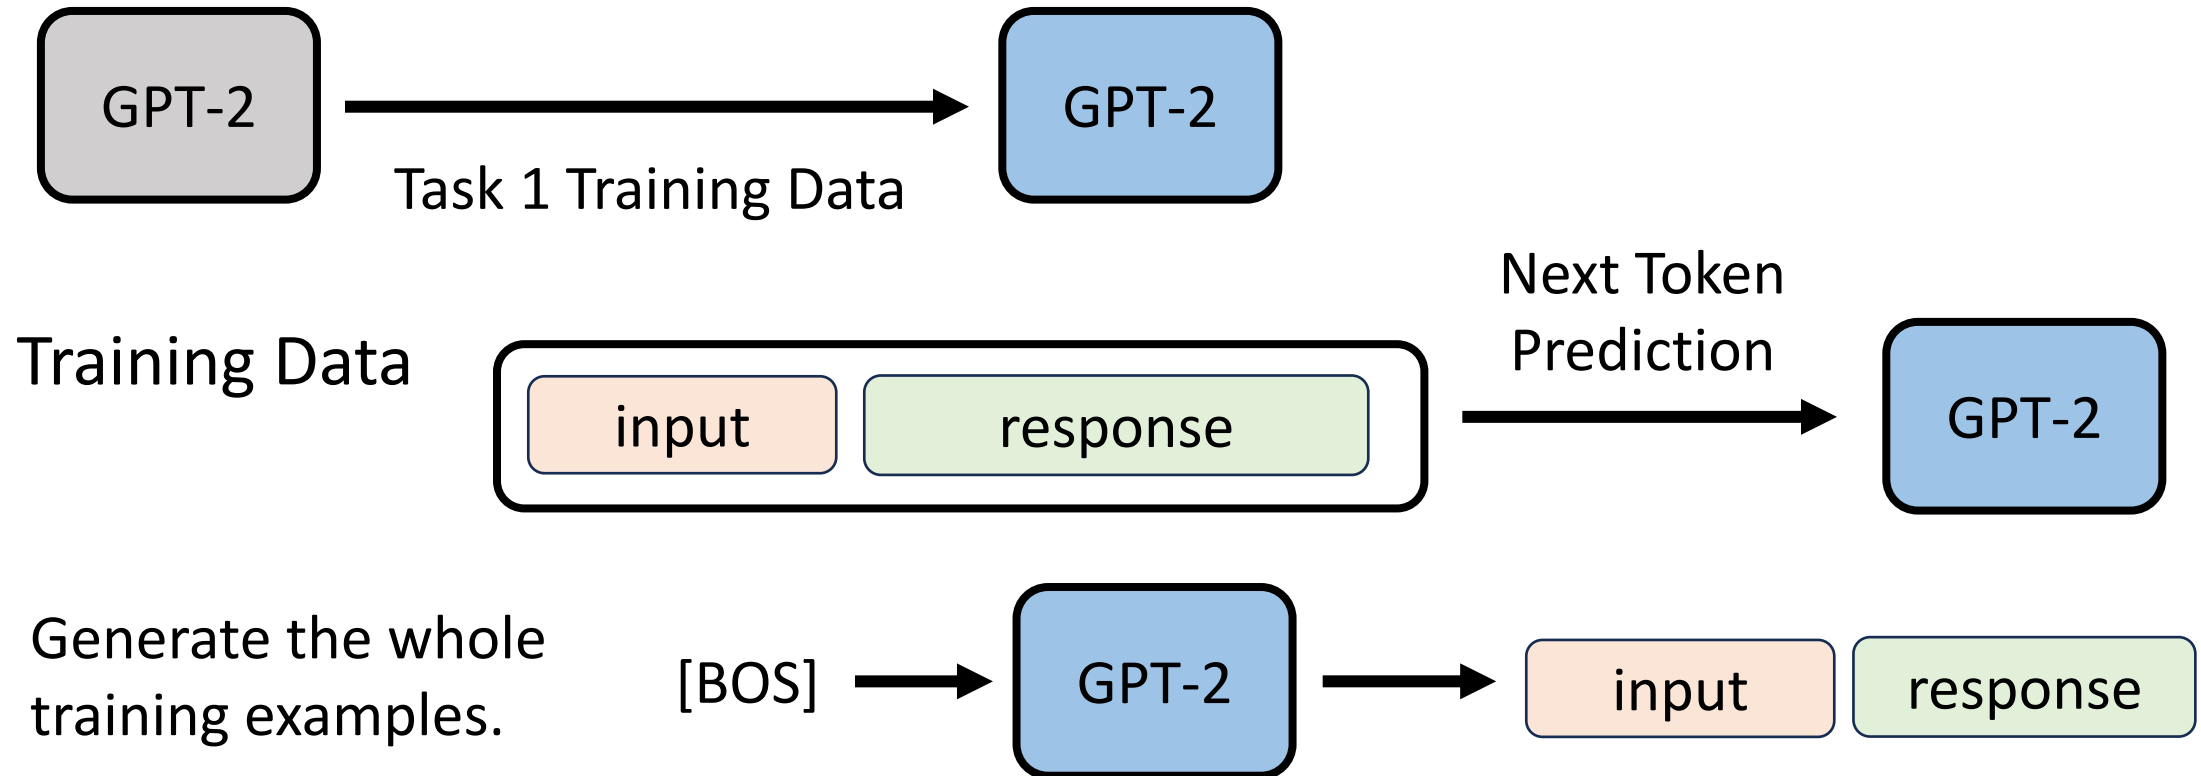 GPT-2
GPT-2
Task 1 Training Data
Next Token
Prediction
Training Data
input
response
GPT-2
Generate the whole
training examples.
[BOS]
GPT-2
input
response